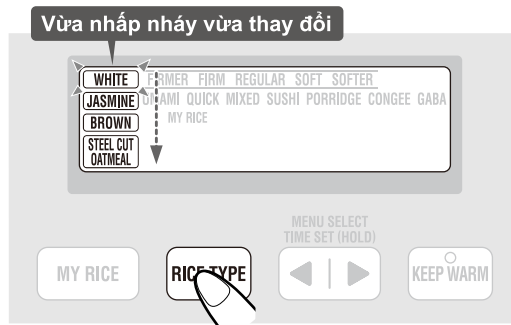 Vừa nhấp nháy vừa thay đổi
WHITE FIRMER FIRM REGULAR SOFT SOFTER
JASMINE UMAMI QUICK MIXED SUSHI PORRIDGE CONGEE GABA
BROWN MY RICE
STEEL CUT
OATMEAL
MENU SELECT
TIME SET (HOLD)
MY RICE RICE TYPE KEEP WARM